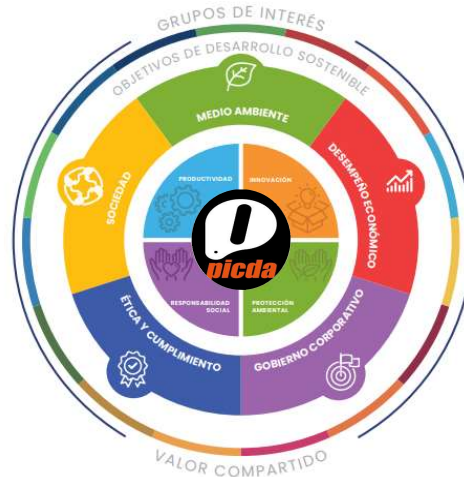 GRUPOS DE INTERÉS
OBJETIVOS DE DESARROLLO SOSTENIBLE
MEDIO AMBIENTE
SOCIEDAD
DESEMPEÑO ECONÓMICO
PRODUCTIVIDAD
INNOVACIÓN
picda
RESPONSABILIDAD
SOCIAL
PROTECCIÓN
AMBIENTAL
ÉTICA Y CUMPLIMIENTO
GOBIERNO CORPORATIVO
VALOR COMPARTIDO